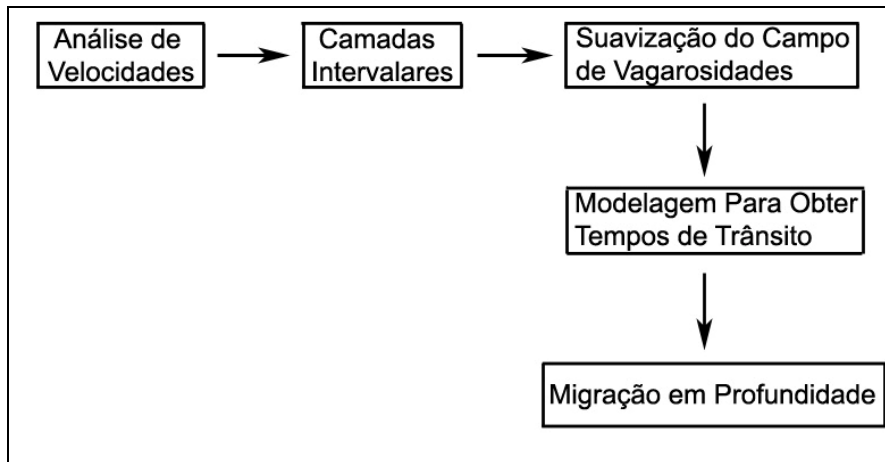 Análise de
Velocidades
Camadas
Intervalares
Suavização do Campo
de Vagarosidades
Modelagem Para Obter
Tempos de Trânsito
Migração em Profundidade